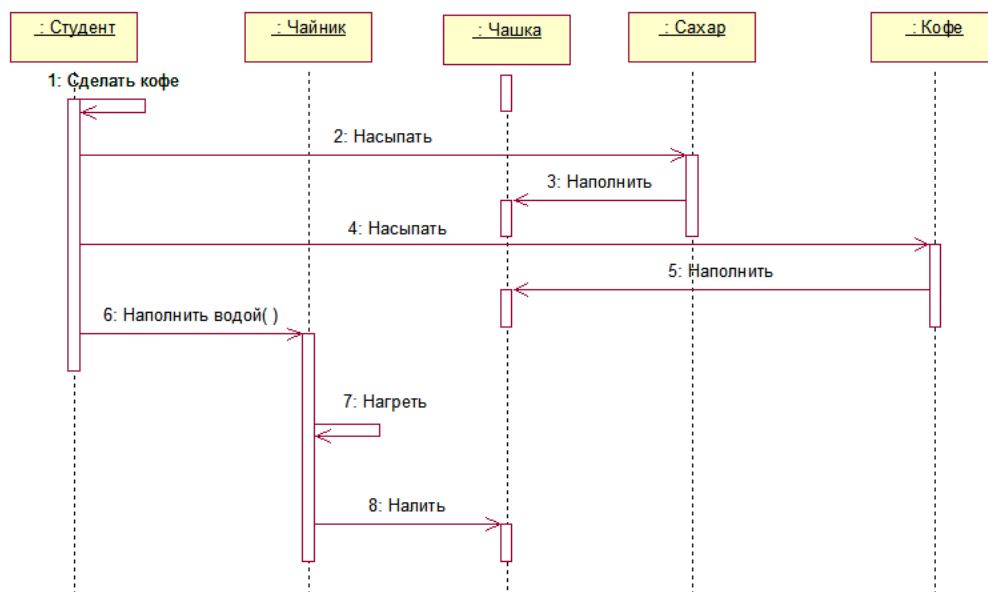 _: Студент
_: Чайник
_: Чашка
_: Сахар
_: Кофе
1: Сделать кофе
2: Насыпать
3: Наполнить
4: Насыпать
5: Наполнить
6: Наполнить водой( )
7: Нагреть
8: Налить